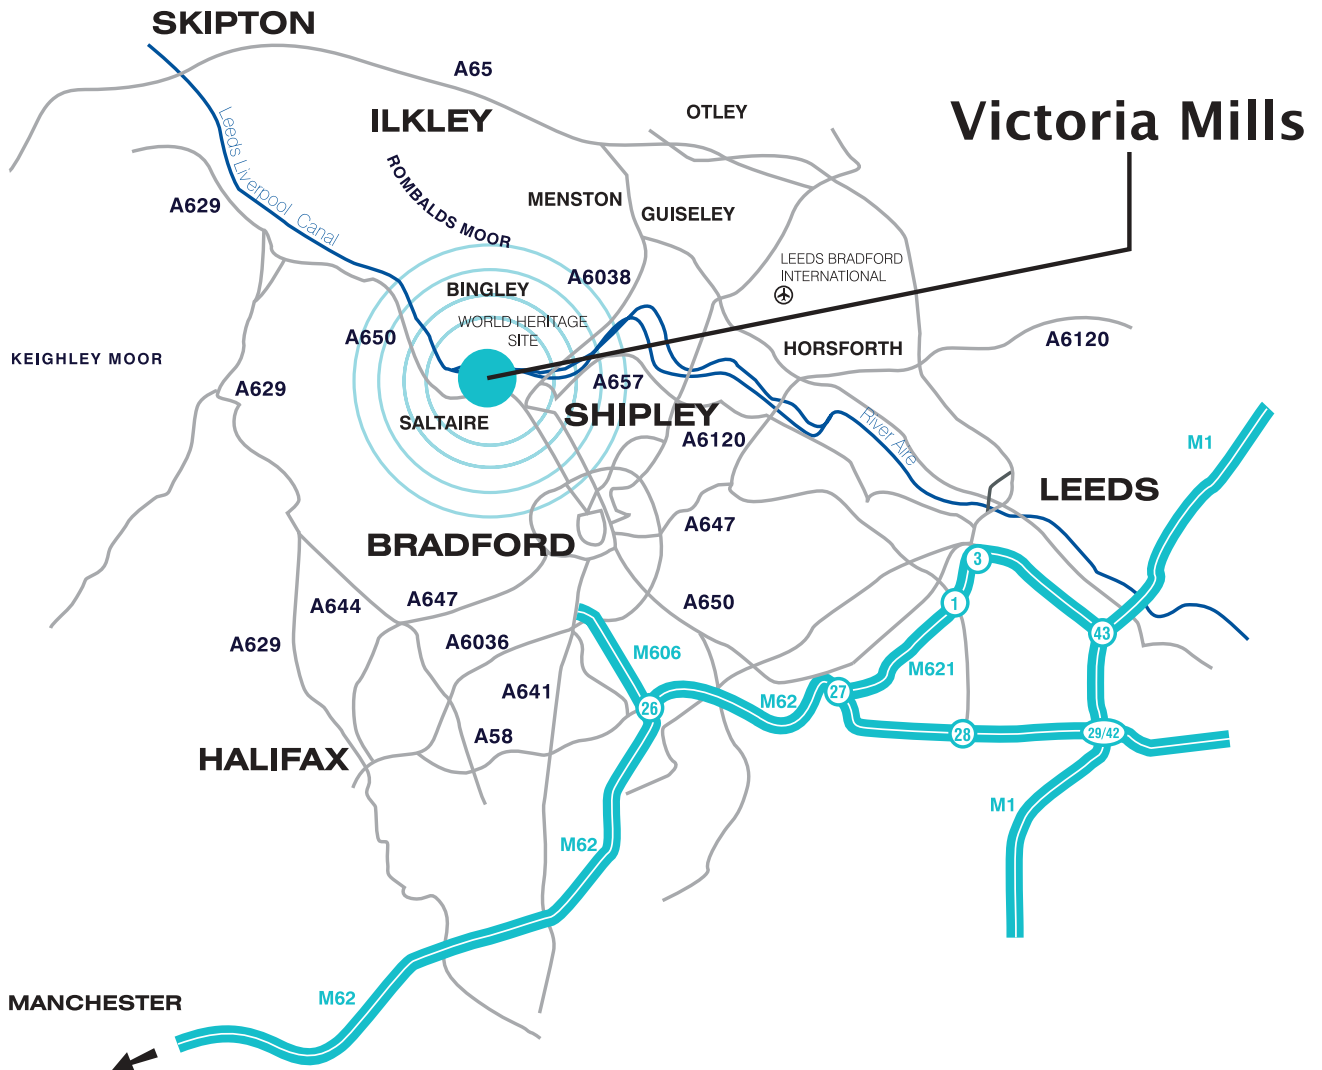 SKIPTON
A65
ILKLEY
OTLEY
Victoria Mills
Leeds Liverpool Canal
ROMBALDS MOOR
A629
MENSTON
GUISELEY
LEEDS BRADFORD
INTERNATIONAL
A6038
BINGLEY
WORLD HERITAGE
SITE
A650
KEIGHLEY MOOR
HORSFORTH
A6120
A629
A657
SALTAIRE
SHIPLEY
A6120
River Aire
M1
LEEDS
A647
BRADFORD
3
1
43
A644
A647
A650
A629
A6036
M606
M621
A641
26
M62
27
A58
28
29/42
HALIFAX
M1
M62
M62
MANCHESTER